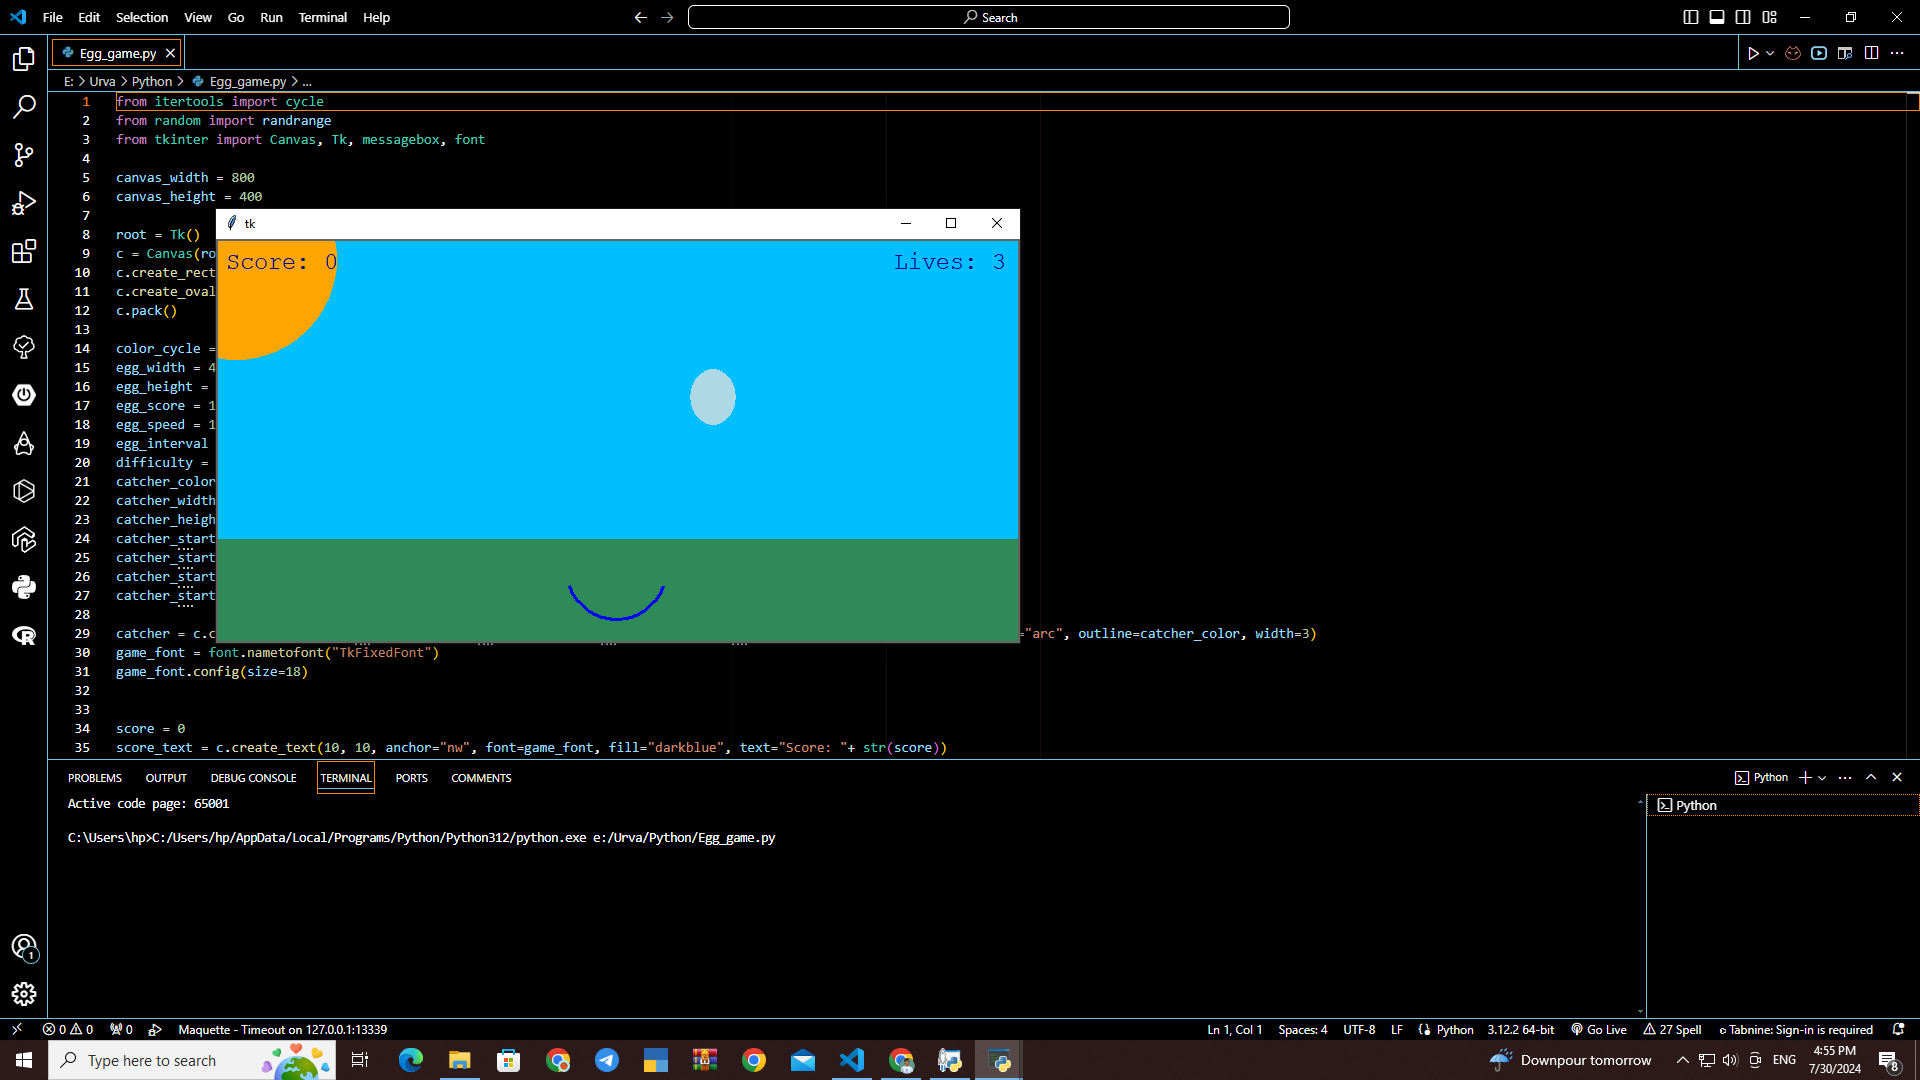 File Edit Selection View Go Run Terminal Help
Search
Egg_game.py
E: > Urva > Python > Egg_game.py > ...
1 from itertools import cycle
2 from random import randrange
3 from tkinter import Canvas, Tk, messagebox, font
4
5 canvas_width = 800
6 canvas_height = 400
7
8 root = Tk()
9 c = Canvas(ro
10 c.create_rect
11 c.create_oval
12 c.pack()
13
14 color_cycle =
15 egg_width = 4
16 egg_height =
17 egg_score = 1
18 egg_speed = 1
19 egg_interval
20 difficulty =
21 catcher_color
22 catcher_width
23 catcher_heigh
24 catcher_start
25 catcher_start
26 catcher_start
27 catcher_start
28
29 catcher = c.c ="arc", outline=catcher_color, width=3)
30 game_font = font.nametofont("TkFixedFont")
31 game_font.config(size=18)
32
33
34 score = 0
35 score_text = c.create_text(10, 10, anchor="nw", font=game_font, fill="darkblue", text="Score: "+ str(score))
tk
Score: 0
Lives: 3
PROBLEMS OUTPUT DEBUG CONSOLE TERMINAL PORTS COMMENTS
Python
Active code page: 65001
Python
C:\Users\hp>C:/Users/hp/AppData/Local/Programs/Python/Python312/python.exe e:/Urva/Python/Egg_game.py
1
0 0 0 Maquette - Timeout on 127.0.0.1:13339
Ln 1, Col 1 Spaces: 4 UTF-8 LF Python 3.12.2 64-bit Go Live 27 Spell Tabnine: Sign-in is required
Type here to search
Downpour tomorrow
ENG
4:55 PM
7/30/2024
8